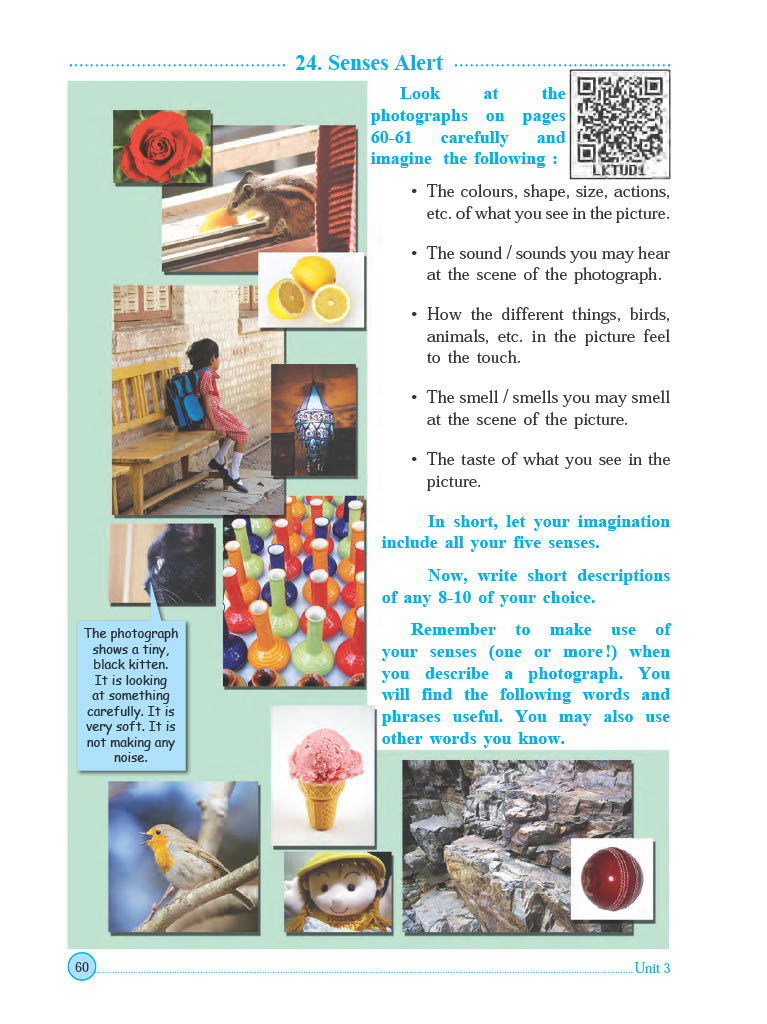 24. Senses Alert
Look at the
photographs on pages
60-61 carefully and
imagine the following :
LKTUD1
• The colours, shape, size, actions,
etc. of what you see in the picture.
• The sound / sounds you may hear
at the scene of the photograph.
• How the different things, birds,
animals, etc. in the picture feel
to the touch.
• The smell / smells you may smell
at the scene of the picture.
• The taste of what you see in the
picture.
In short, let your imagination
include all your five senses.
Now, write short descriptions
of any 8-10 of your choice.
Remember to make use of
your senses (one or more!) when
you describe a photograph. You
will find the following words and
phrases useful. You may also use
other words you know.
The photograph
shows a tiny,
black kitten.
It is looking
at something
carefully. It is
very soft. It is
not making any
noise.
60
Unit 3